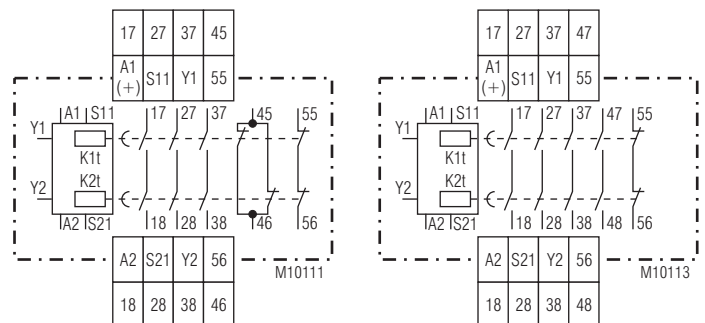 17 27 37 45
A1 (+) S11 Y1 55
A1 S11 17 27 37 45 55
Y1
K1t
K2t
Y2
A2 S21 18 28 38 46 56
A2 S21 Y2 56
M10111
18 28 38 46
17 27 37 47
A1 (+) S11 Y1 55
A1 S11 17 27 37 47 55
Y1
K1t
K2t
Y2
A2 S21 18 28 38 48 56
A2 S21 Y2 56
M10113
18 28 38 48